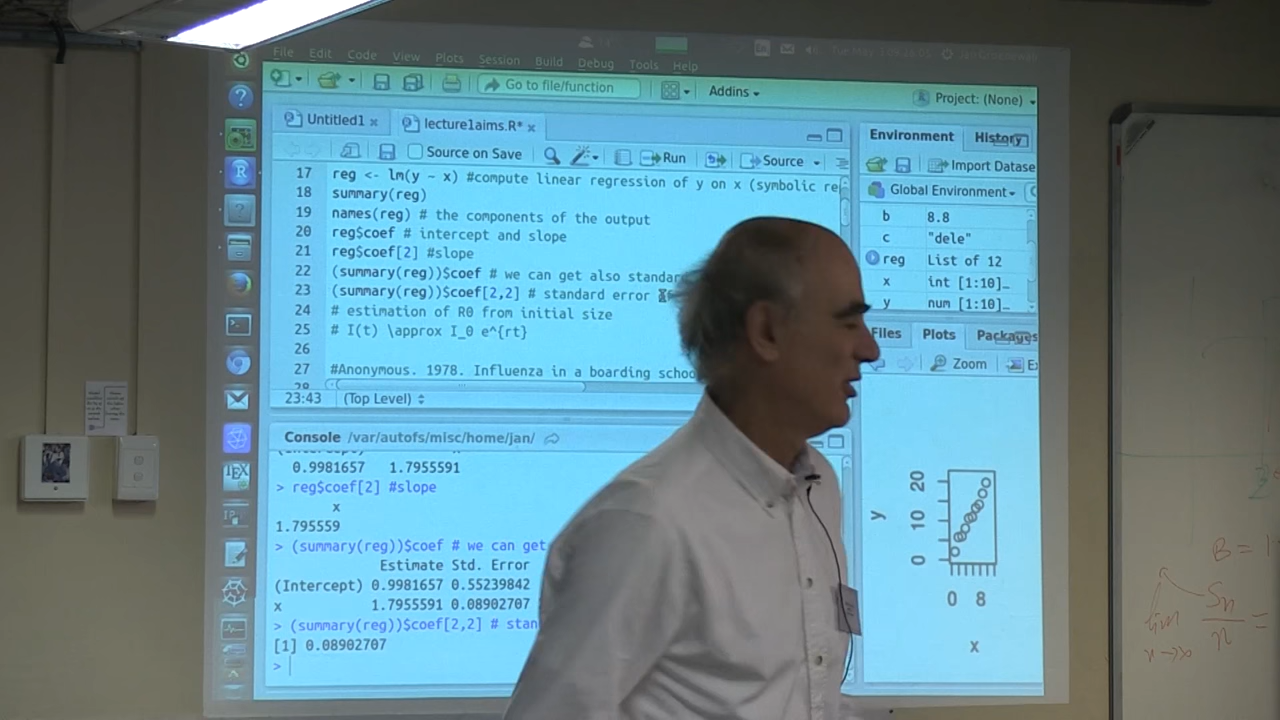 File Edit Code View Plots Session Build Debug Tools Help
Go to file/function
Addins
Project: (None)
Untitled1
lecture1aims.R*
Source on Save
Run
Source
17 reg <- lm(y ~ x) #compute linear regression of y on x (symbolic re
18 summary(reg)
19 names(reg) # the components of the output
20 reg$coef # intercept and slope
21 reg$coef[2] #slope
22 (summary(reg))$coef # we can get also standar
23 (summary(reg))$coef[2,2] # standard error
24 # estimation of R0 from initial size
25 # I(t) \approx I_0 e^{rt}
26
27 #Anonymous. 1978. Influenza in a boarding schoo
28
23:43 (Top Level)
Console /var/autofs/misc/home/jan/
(Intercept) x
0.9981657 1.7955591
> reg$coef[2] #slope
x
1.795559
> (summary(reg))$coef # we can get
Estimate Std. Error
(Intercept) 0.9981657 0.55239842
x 1.7955591 0.08902707
> (summary(reg))$coef[2,2] # stan
[1] 0.08902707
>
Environment History
Import Datase
Global Environment
b 8.8
c "dele"
reg List of 12
x int [1:10]…
y num [1:10]…
Files Plots Packages
Zoom
y
0 10 20
0 8
x
B = 1
lim Sn/n =
n→∞